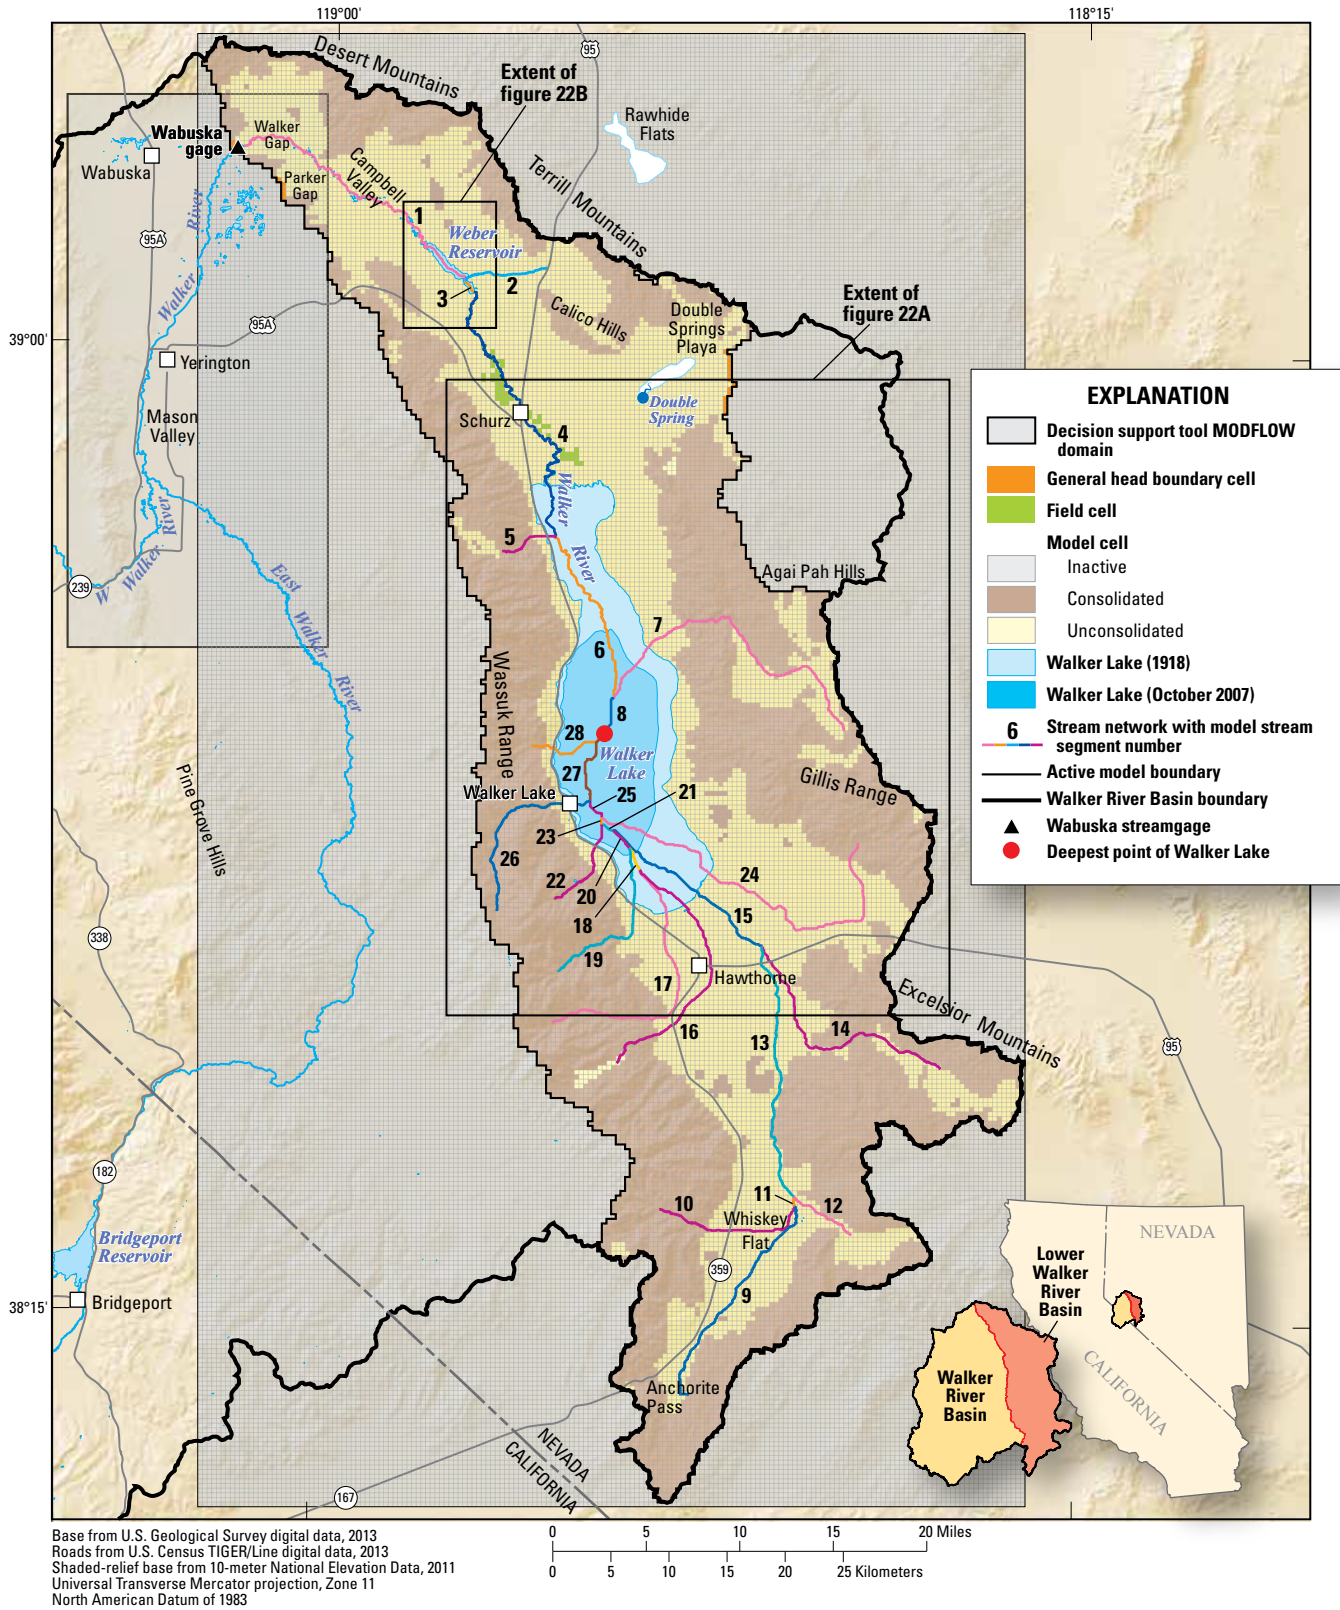 119°00'
118°15'
Desert Mountains
95
Extent of
figure 22B
Rawhide
Flats
Wabuska
gage
Walker
Gap
Wabuska
Parker
Gap
Campbell
Valley
Terrill Mountains
River
1
Weber
Reservoir
95A
2
3
Walker
Calico Hills
Double
Springs
Playa
Extent of
figure 22A
95A
39°00'
Yerington
Double
Spring
Schurz
Mason
Valley
4
Walker
River
5
River
W Walker River
239
East
Walker
River
Agai Pah Hills
7
6
Wassuk Range
8
28
Walker
Lake
27
Gillis Range
Pine Grove Hills
Walker Lake
25
21
23
26
22
24
20
15
18
19
338
17
Hawthorne
Excelsior Mountains
16
13
14
95
182
10
11
12
Whiskey
Flat
Bridgeport
Reservoir
359
9
Bridgeport
38°15'
Anchorite
Pass
NEVADA
CALIFORNIA
167
EXPLANATION
Decision support tool MODFLOW
domain
General head boundary cell
Field cell
Model cell
Inactive
Consolidated
Unconsolidated
Walker Lake (1918)
Walker Lake (October 2007)
6
Stream network with model stream
segment number
Active model boundary
Walker River Basin boundary
Wabuska streamgage
Deepest point of Walker Lake
NEVADA
Lower
Walker
River
Basin
CALIFORNIA
Walker
River
Basin
Base from U.S. Geological Survey digital data, 2013
Roads from U.S. Census TIGER/Line digital data, 2013
Shaded-relief base from 10-meter National Elevation Data, 2011
Universal Transverse Mercator projection, Zone 11
North American Datum of 1983
0 5 10 15 20 Miles
0 5 10 15 20 25 Kilometers